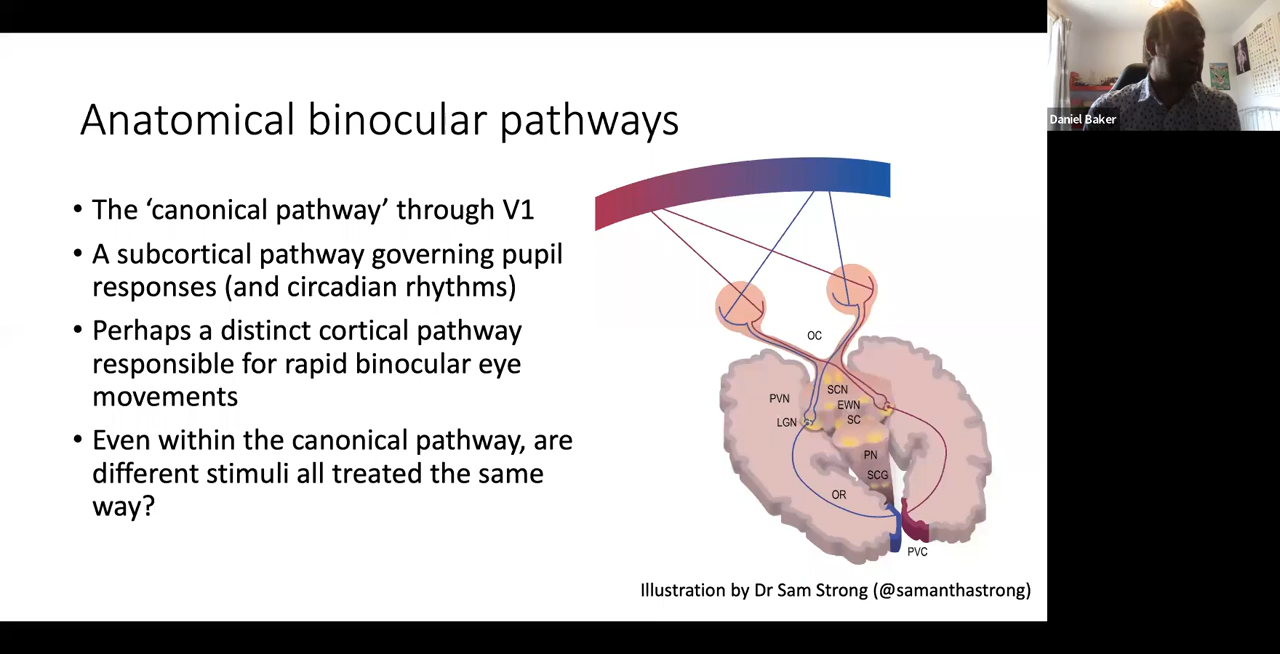 Anatomical binocular pathways
• The ‘canonical pathway’ through V1
• A subcortical pathway governing pupil
responses (and circadian rhythms)
• Perhaps a distinct cortical pathway
responsible for rapid binocular eye
movements
• Even within the canonical pathway, are
different stimuli all treated the same
way?
OC
SCN
PVN
EWN
LGN
SC
PN
SCG
OR
PVC
Illustration by Dr Sam Strong (@samanthastrong)
Daniel Baker